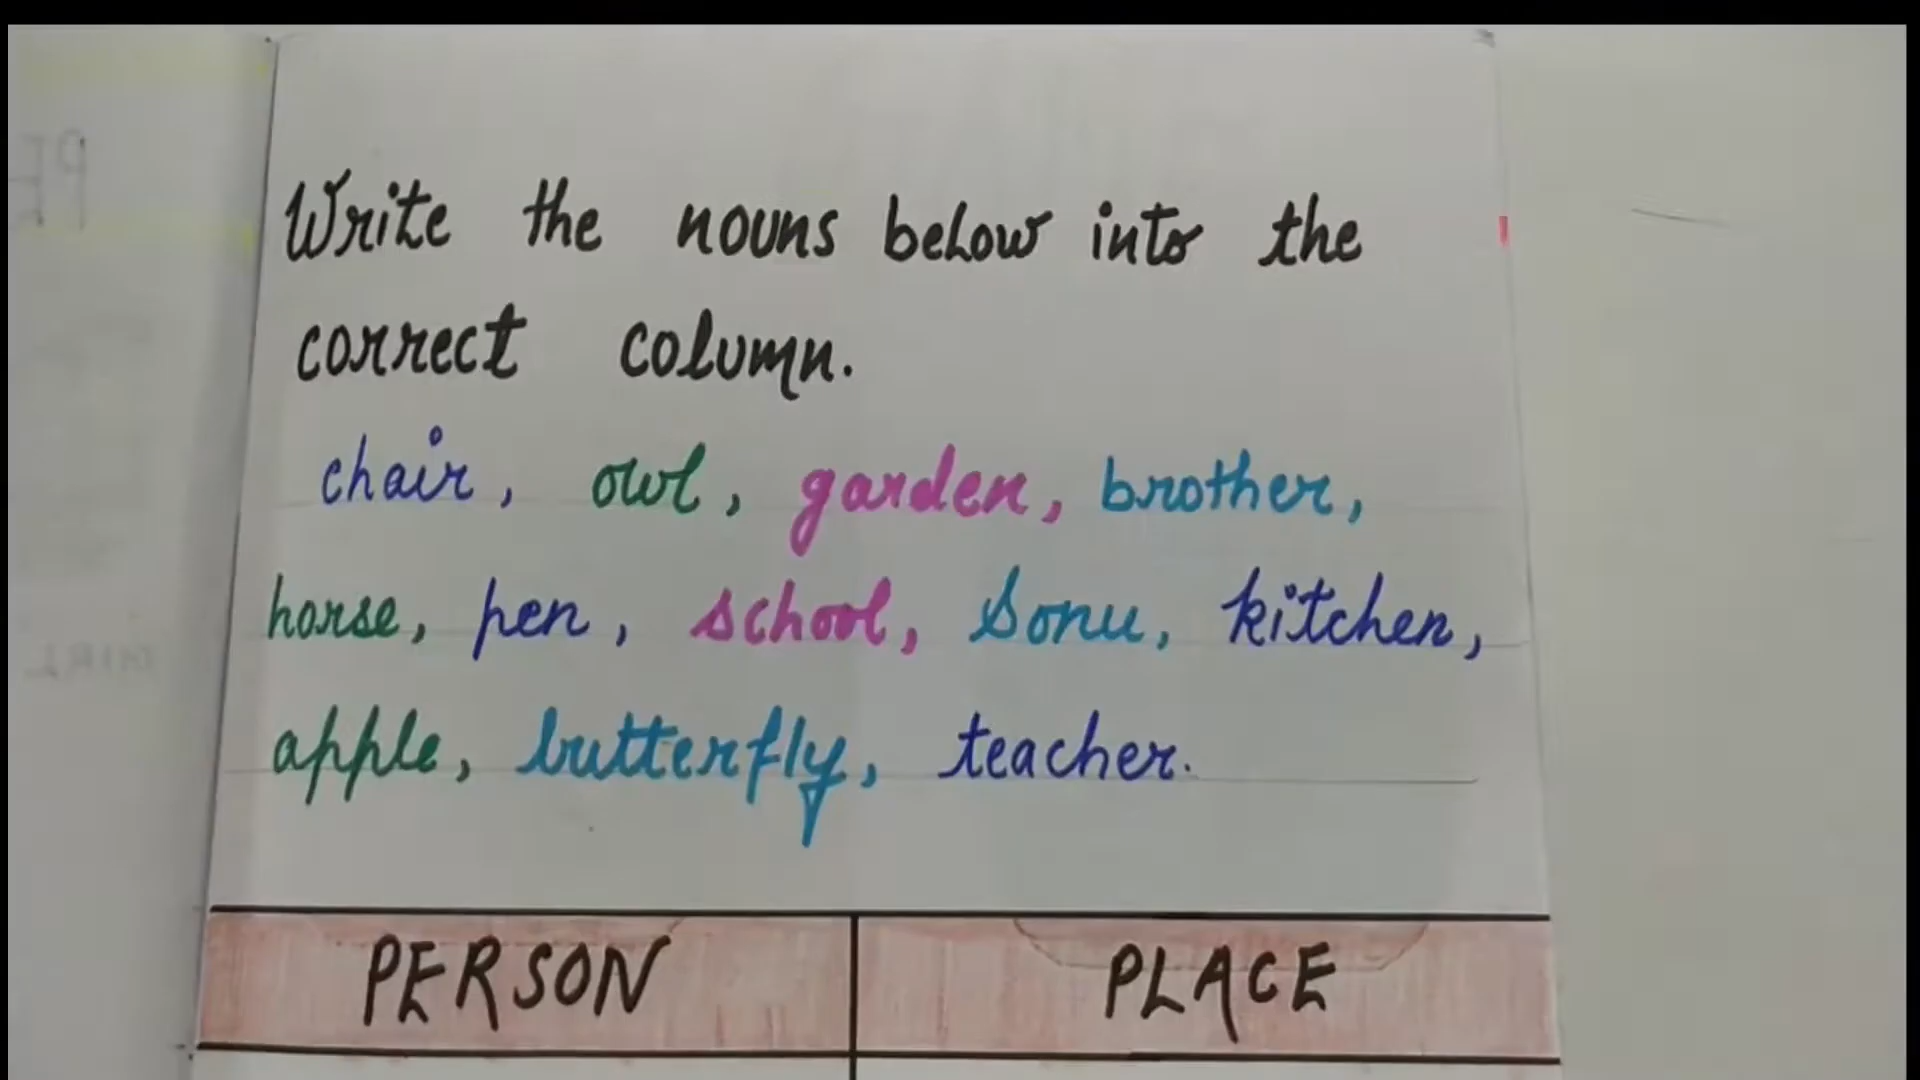 Write the nouns below into the
correct column.
chair, owl, garden, brother,
horse, pen, school, Sonu, kitchen,
apple, butterfly, teacher.
PERSON PLACE